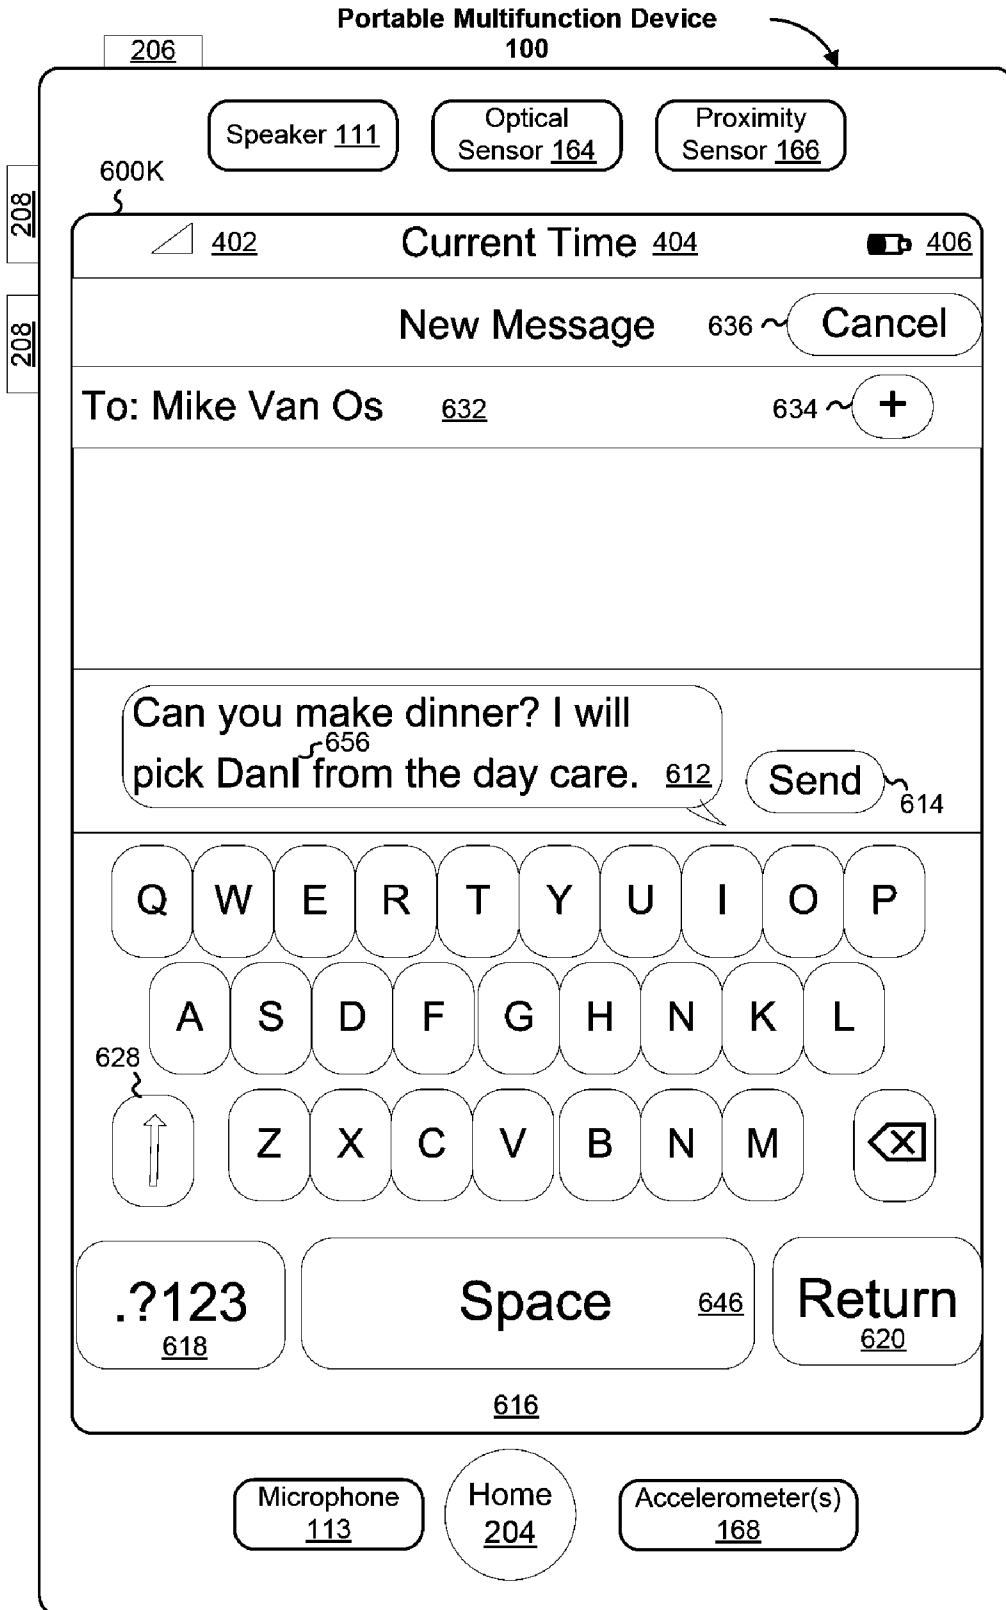 Portable Multifunction Device
100
206
Speaker 111
Optical
Sensor 164
Proximity
Sensor 166
600K
208
208
402
Current Time 404
406
New Message
636
Cancel
To: Mike Van Os
632
634
+
Can you make dinner? I will
656
pick DanI from the day care.
612
Send
614
Q W E R T Y U I O P
A S D F G H N K L
628
Z X C V B N M
.?123
618
Space
646
Return
620
616
Microphone
113
Home
204
Accelerometer(s)
168